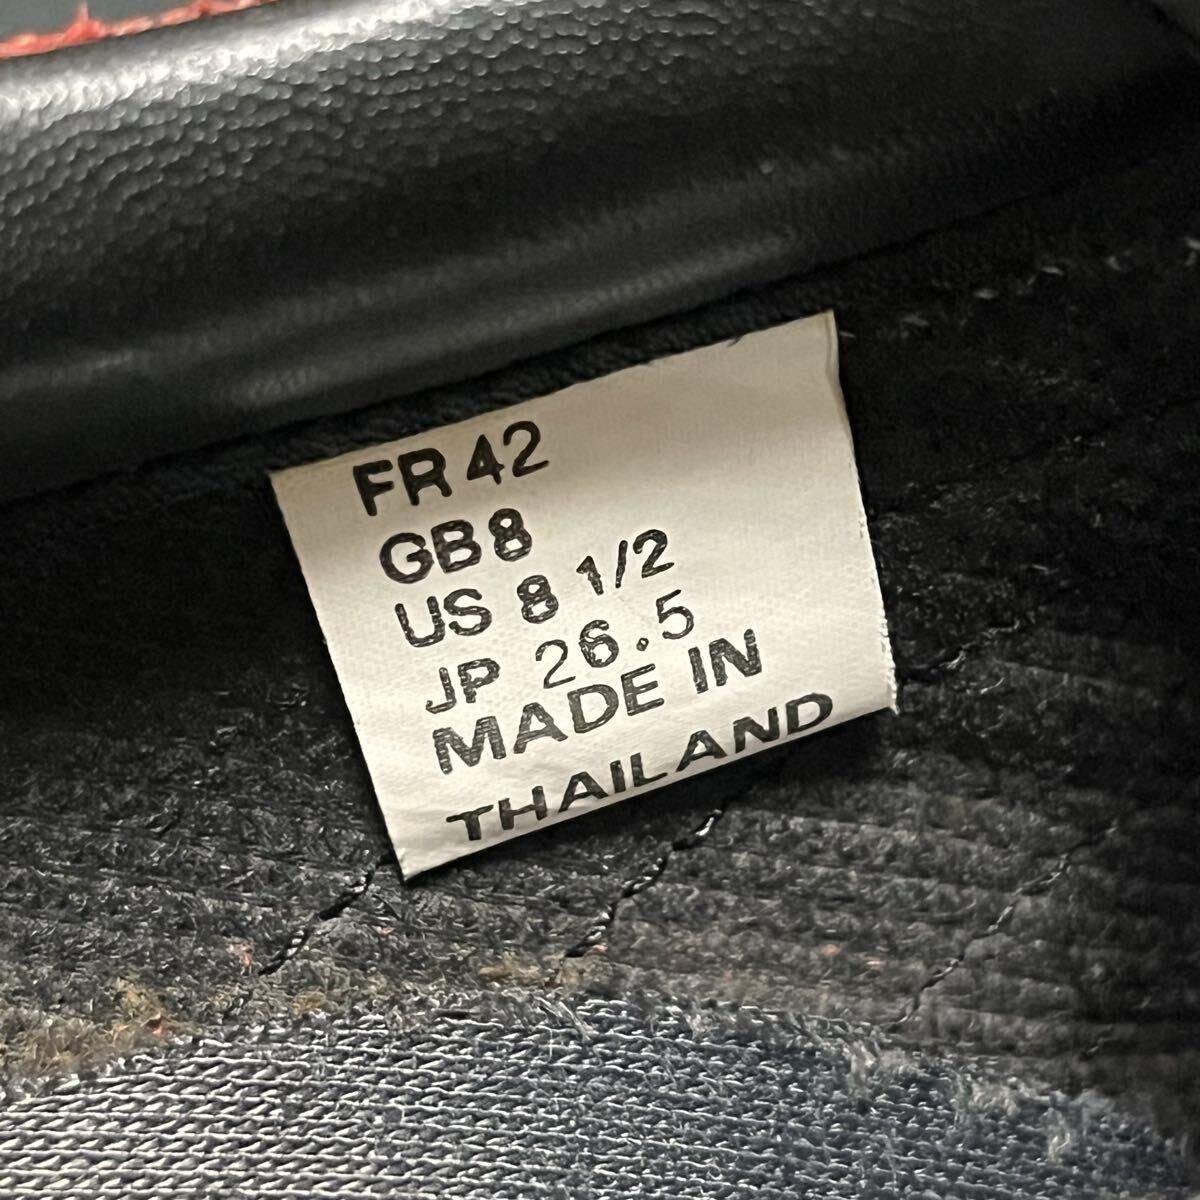 FR 42
GB 8
US 8 1/2
JP 26.5
MADE IN
THAILAND